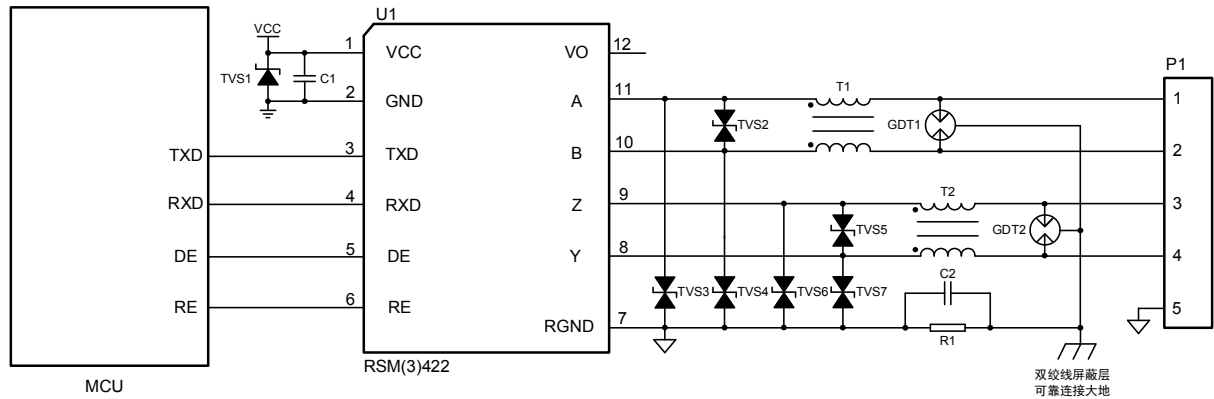 U1
P1
VCC
1
VCC
VO
12
TVS1
C1
2
GND
A
11
T1
1
TVS2
GDT1
TXD
3
TXD
B
10
2
RXD
4
RXD
Z
9
T2
3
TVS5
GDT2
DE
5
DE
Y
8
4
C2
RE
6
RE
TVS3
TVS4
TVS6
TVS7
5
RGND
7
R1
RSM(3)422
MCU
双绞线屏蔽层
可靠连接大地